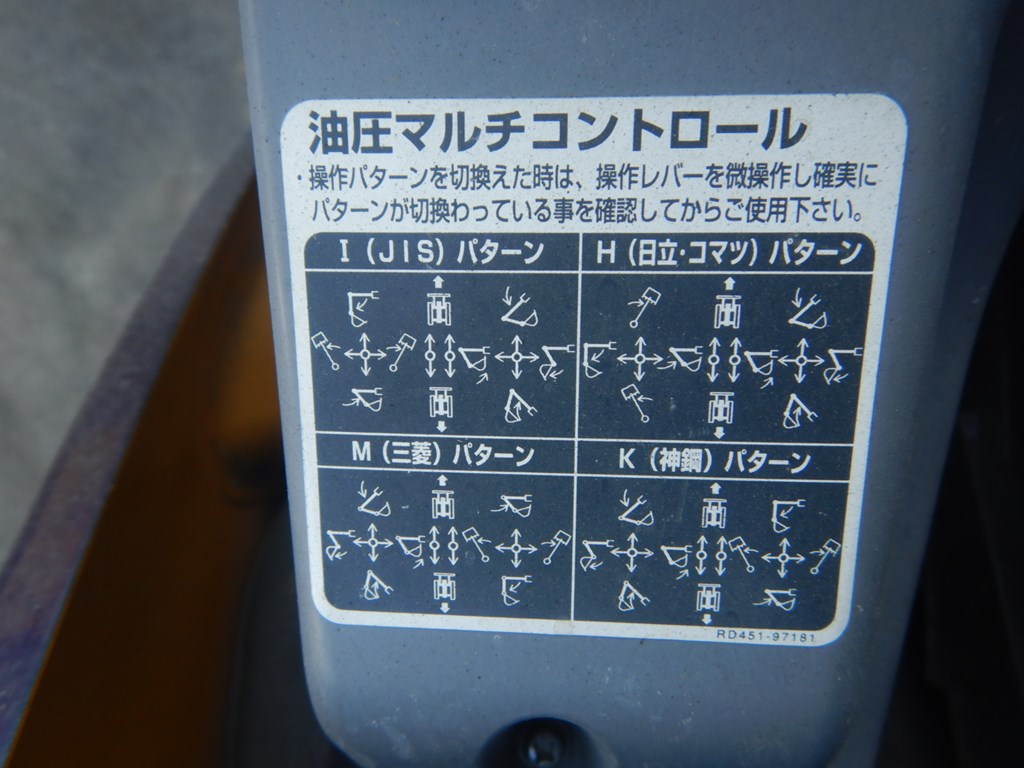 油圧マルチコントロール
・操作パターンを切換えた時は、操作レバーを微操作し確実に
パターンが切換わっている事を確認してからご使用下さい。
I(JIS)パターン
H(日立・コマツ)パターン
M(三菱)パターン
K(神鋼)パターン
RD451-97181